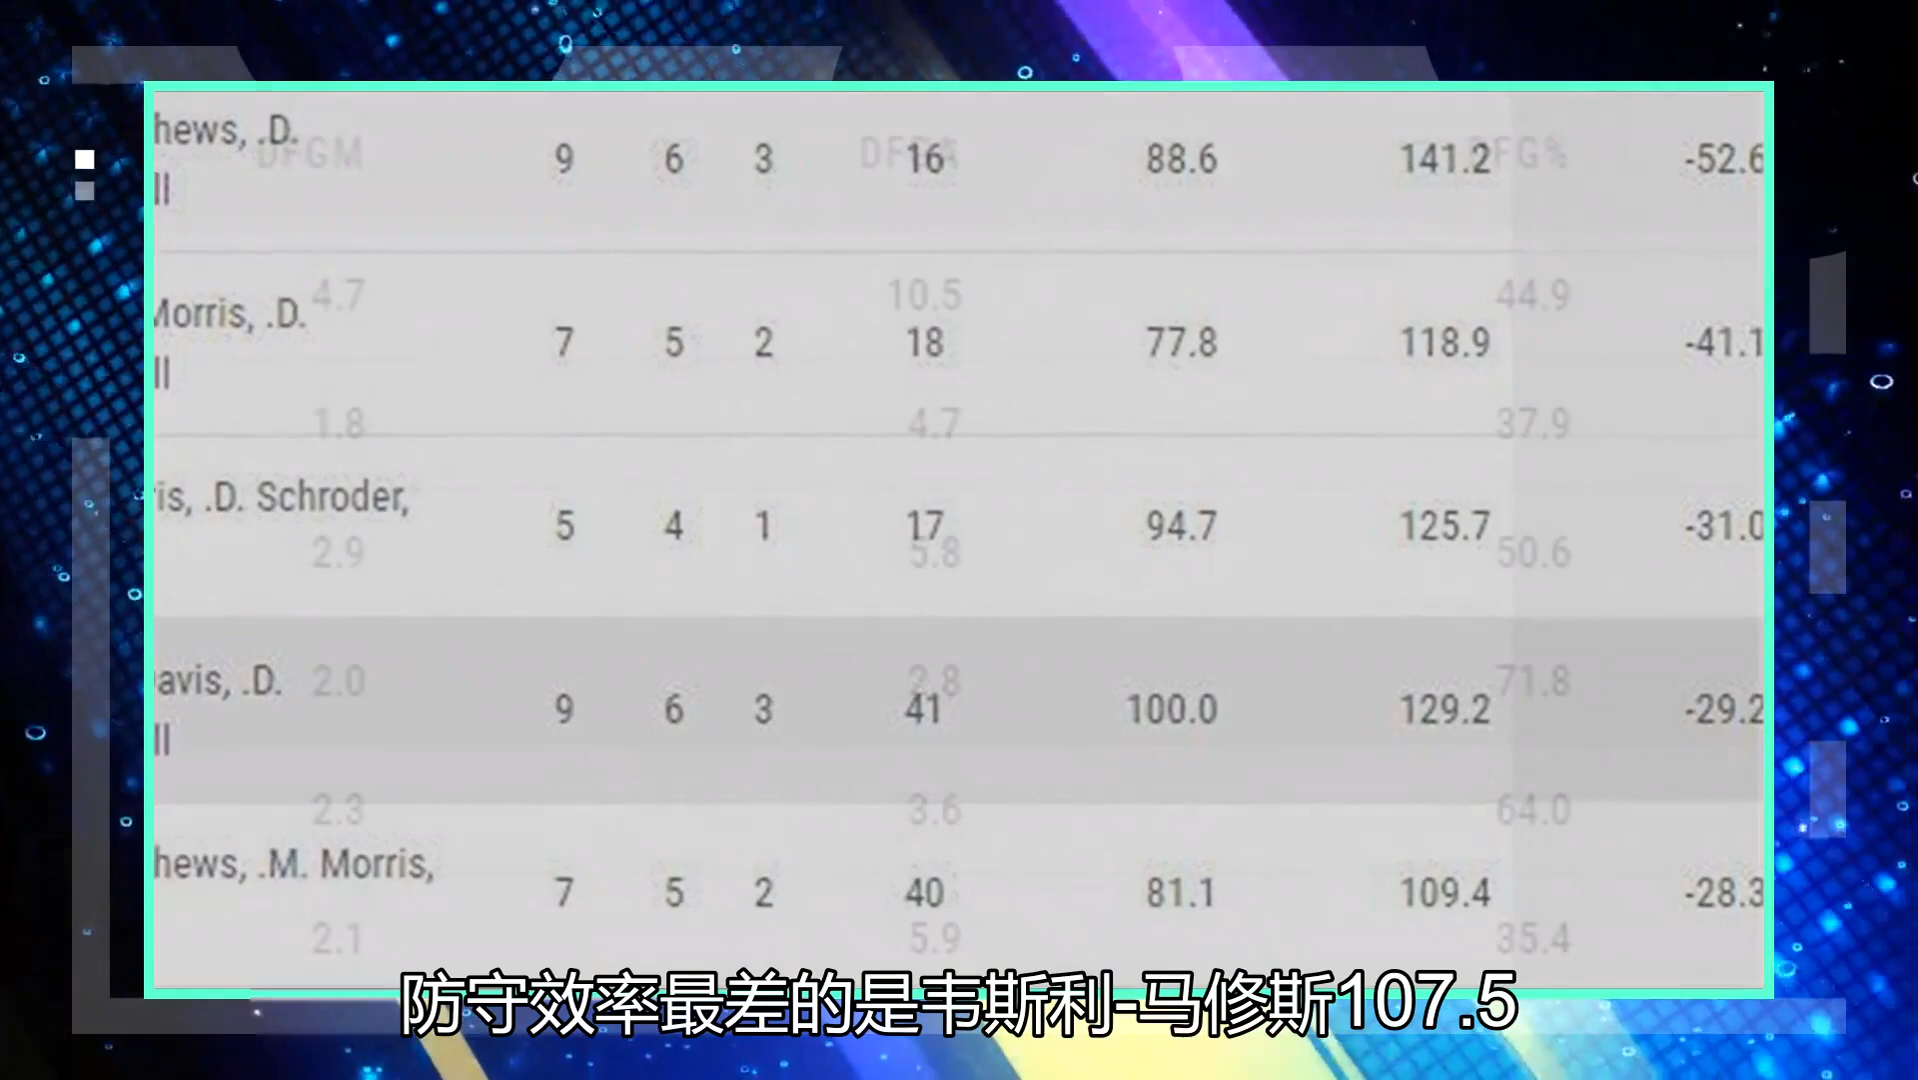 hews, .D.
DFGM DFGA DFG%
9 6 3 16 88.6 141.2 -52.6
ll
4.7 10.5 44.9
Morris, .D.
7 5 2 18 77.8 118.9 -41.1
ll
1.8 4.7 37.9
ris, .D. Schroder,
5 4 1 17 94.7 125.7 -31.0
2.9 5.8 50.6
avis, .D.
2.0 2.8 71.8
9 6 3 41 100.0 129.2 -29.2
ll
2.3 3.6 64.0
hews, .M. Morris,
7 5 2 40 81.1 109.4 -28.3
2.1 5.9 35.4
防守效率最差的是韦斯利-马修斯107.5